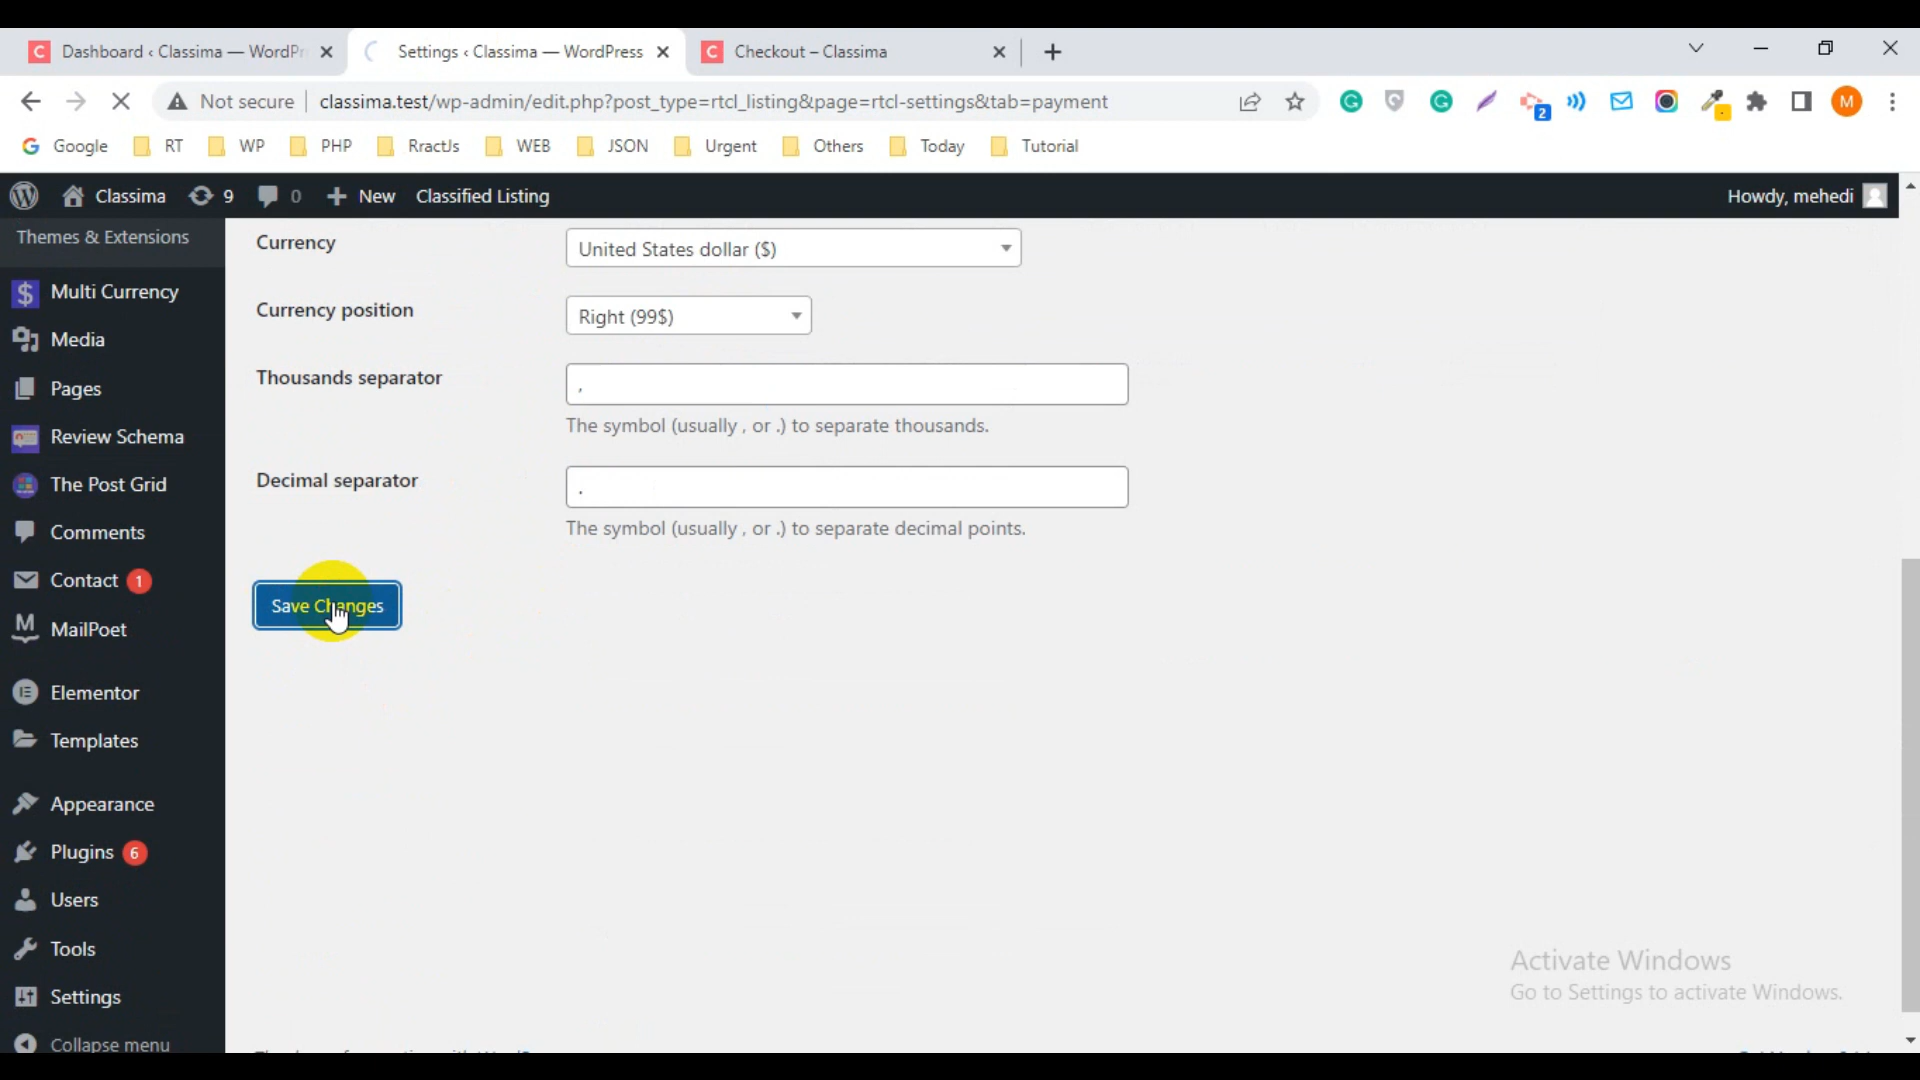 Dashboard ‹ Classima — WordPr
Settings ‹ Classima — WordPress
Checkout – Classima
Not secure
classima.test/wp-admin/edit.php?post_type=rtcl_listing&page=rtcl-settings&tab=payment
2
M
Google
RT
WP
PHP
RractJs
WEB
JSON
Urgent
Others
Today
Tutorial
Classima
9
0
New
Classified Listing
Howdy, mehedi
Themes & Extensions
Multi Currency
Media
Pages
Review Schema
The Post Grid
Comments
Contact 1
MailPoet
Elementor
Templates
Appearance
Plugins 6
Users
Tools
Settings
Collapse menu
Currency
United States dollar ($)
Currency position
Right (99$)
Thousands separator
,
The symbol (usually , or .) to separate thousands.
Decimal separator
.
The symbol (usually , or .) to separate decimal points.
Save Changes
Activate Windows
Go to Settings to activate Windows.